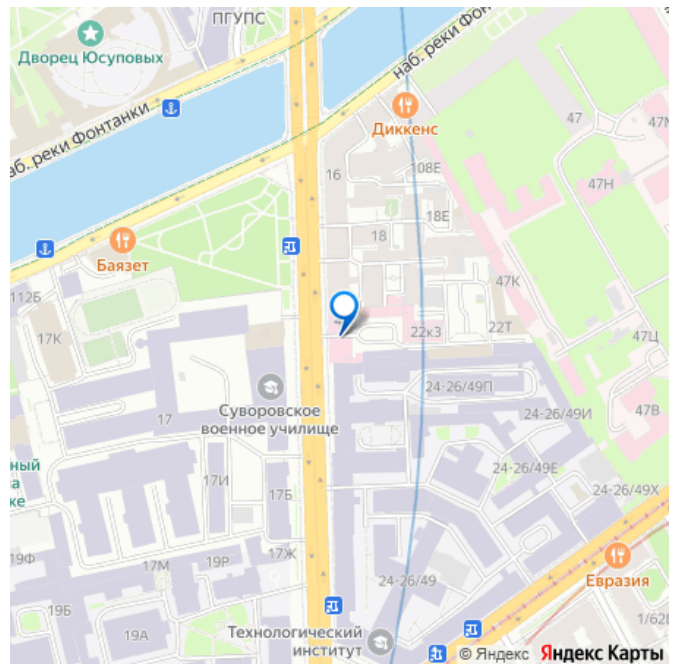 ПГУПС
Дворец Юсуповых
наб. реки Фонтанки
аб. реки Фонтанки
Диккенс
47
47М
16
108Е
47Н
18Е
18
Баязет
47К
112Б
17К
22к3
22Т
47Ц
24-26/49П
Суворовское
военное училище
17
24-26/49И
47В
ный
а
ке
17И
17Б
24-26/49Е
24-26/49Х
19Ф
17М
19Р
17Ж
24-26/49
Евразия
19Б
19А
1/62
Технологический
институт
© Яндекс Яндекс Карты